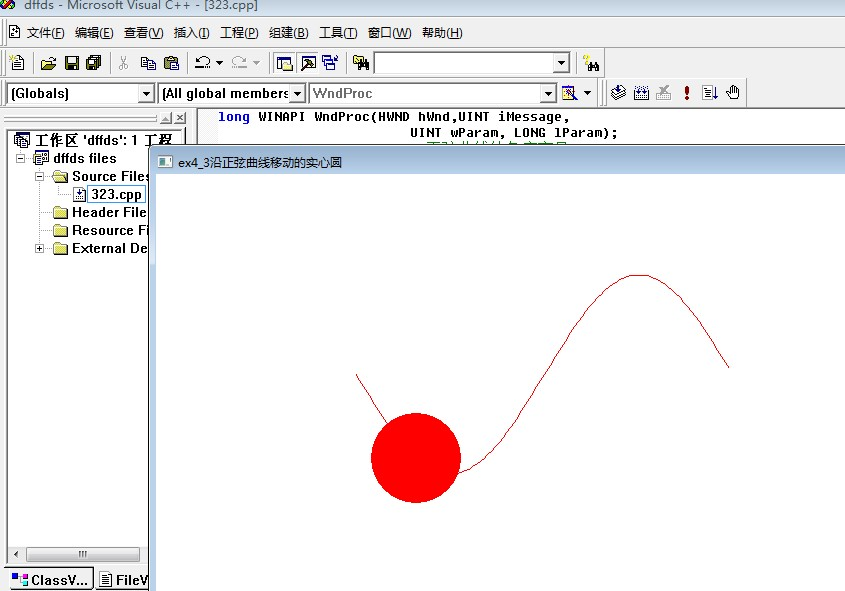 dffds - Microsoft Visual C++ - [323.cpp]
文件(F) 编辑(E) 查看(V) 插入(I) 工程(P) 组建(B) 工具(T) 窗口(W) 帮助(H)
(Globals) (All global members WndProc
long WINAPI WndProc(HWND hWnd,UINT iMessage,
UINT wParam, LONG lParam);
工作区 'dffds': 1 工程
dffds files
Source Files
323.cpp
Header File
Resource Fi
External De
ex4_3沿正弦曲线移动的实心圆
ClassV... FileV